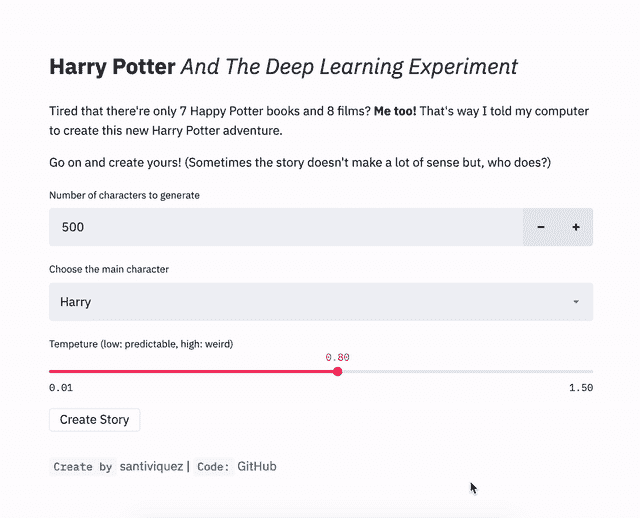 Harry Potter And The Deep Learning Experiment
Tired that there're only 7 Happy Potter books and 8 films? Me too! That's way I told my computer
to create this new Harry Potter adventure.
Go on and create yours! (Sometimes the story doesn't make a lot of sense but, who does?)
Number of characters to generate
500 − +
Choose the main character
Harry
Tempeture (low: predictable, high: weird)
0.80
0.01 1.50
Create Story
Create by santiviquez | Code: GitHub